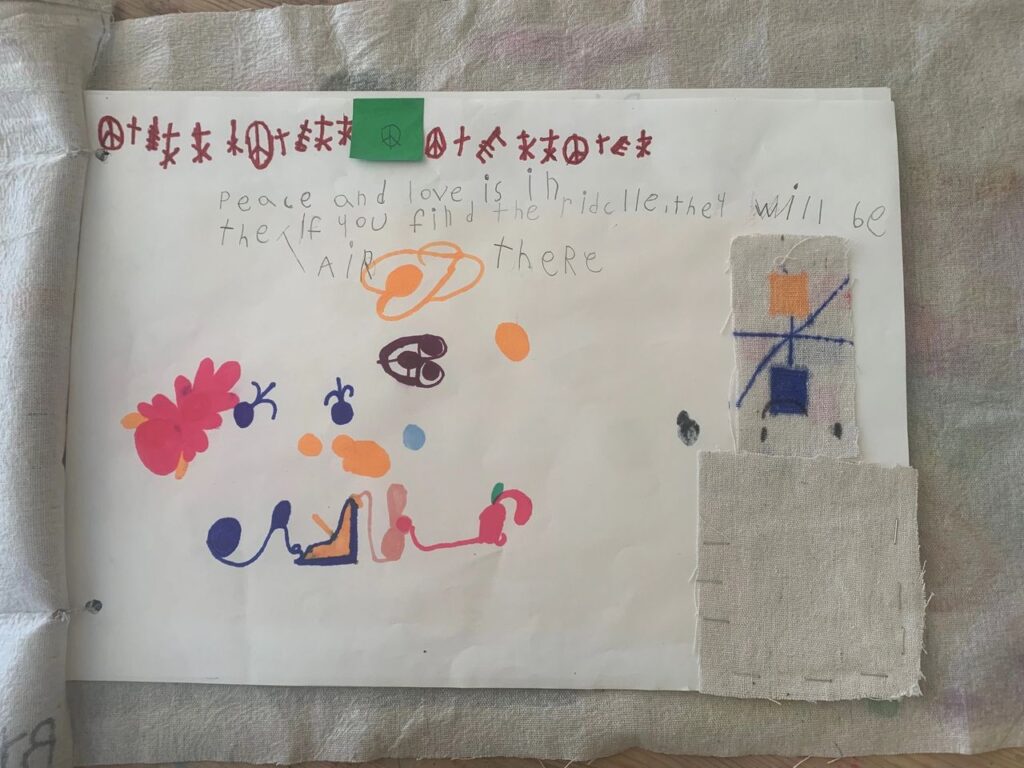 Peace and love is in
the If you find the ridclle, they will be
AIR there